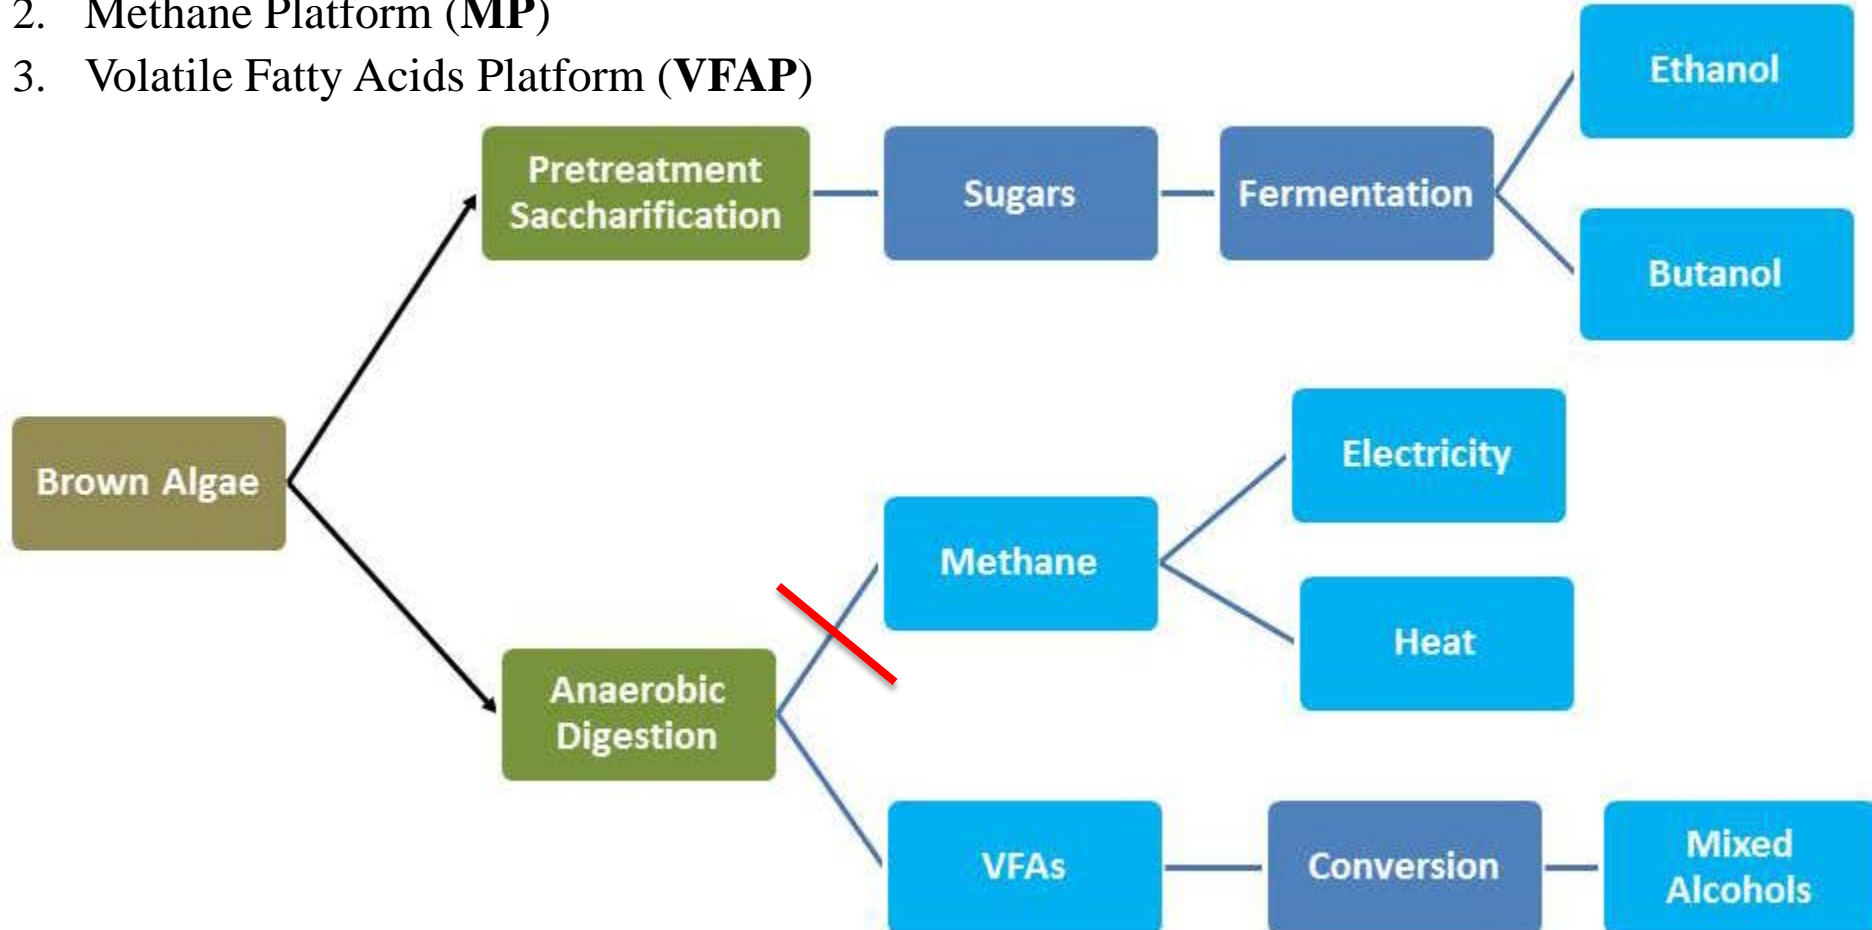 2. Methane Platform (MP)
3. Volatile Fatty Acids Platform (VFAP)
Ethanol
Pretreatment
Saccharification
Sugars
Fermentation
Butanol
Brown Algae
Electricity
Methane
Heat
Anaerobic
Digestion
VFAs
Conversion
Mixed
Alcohols